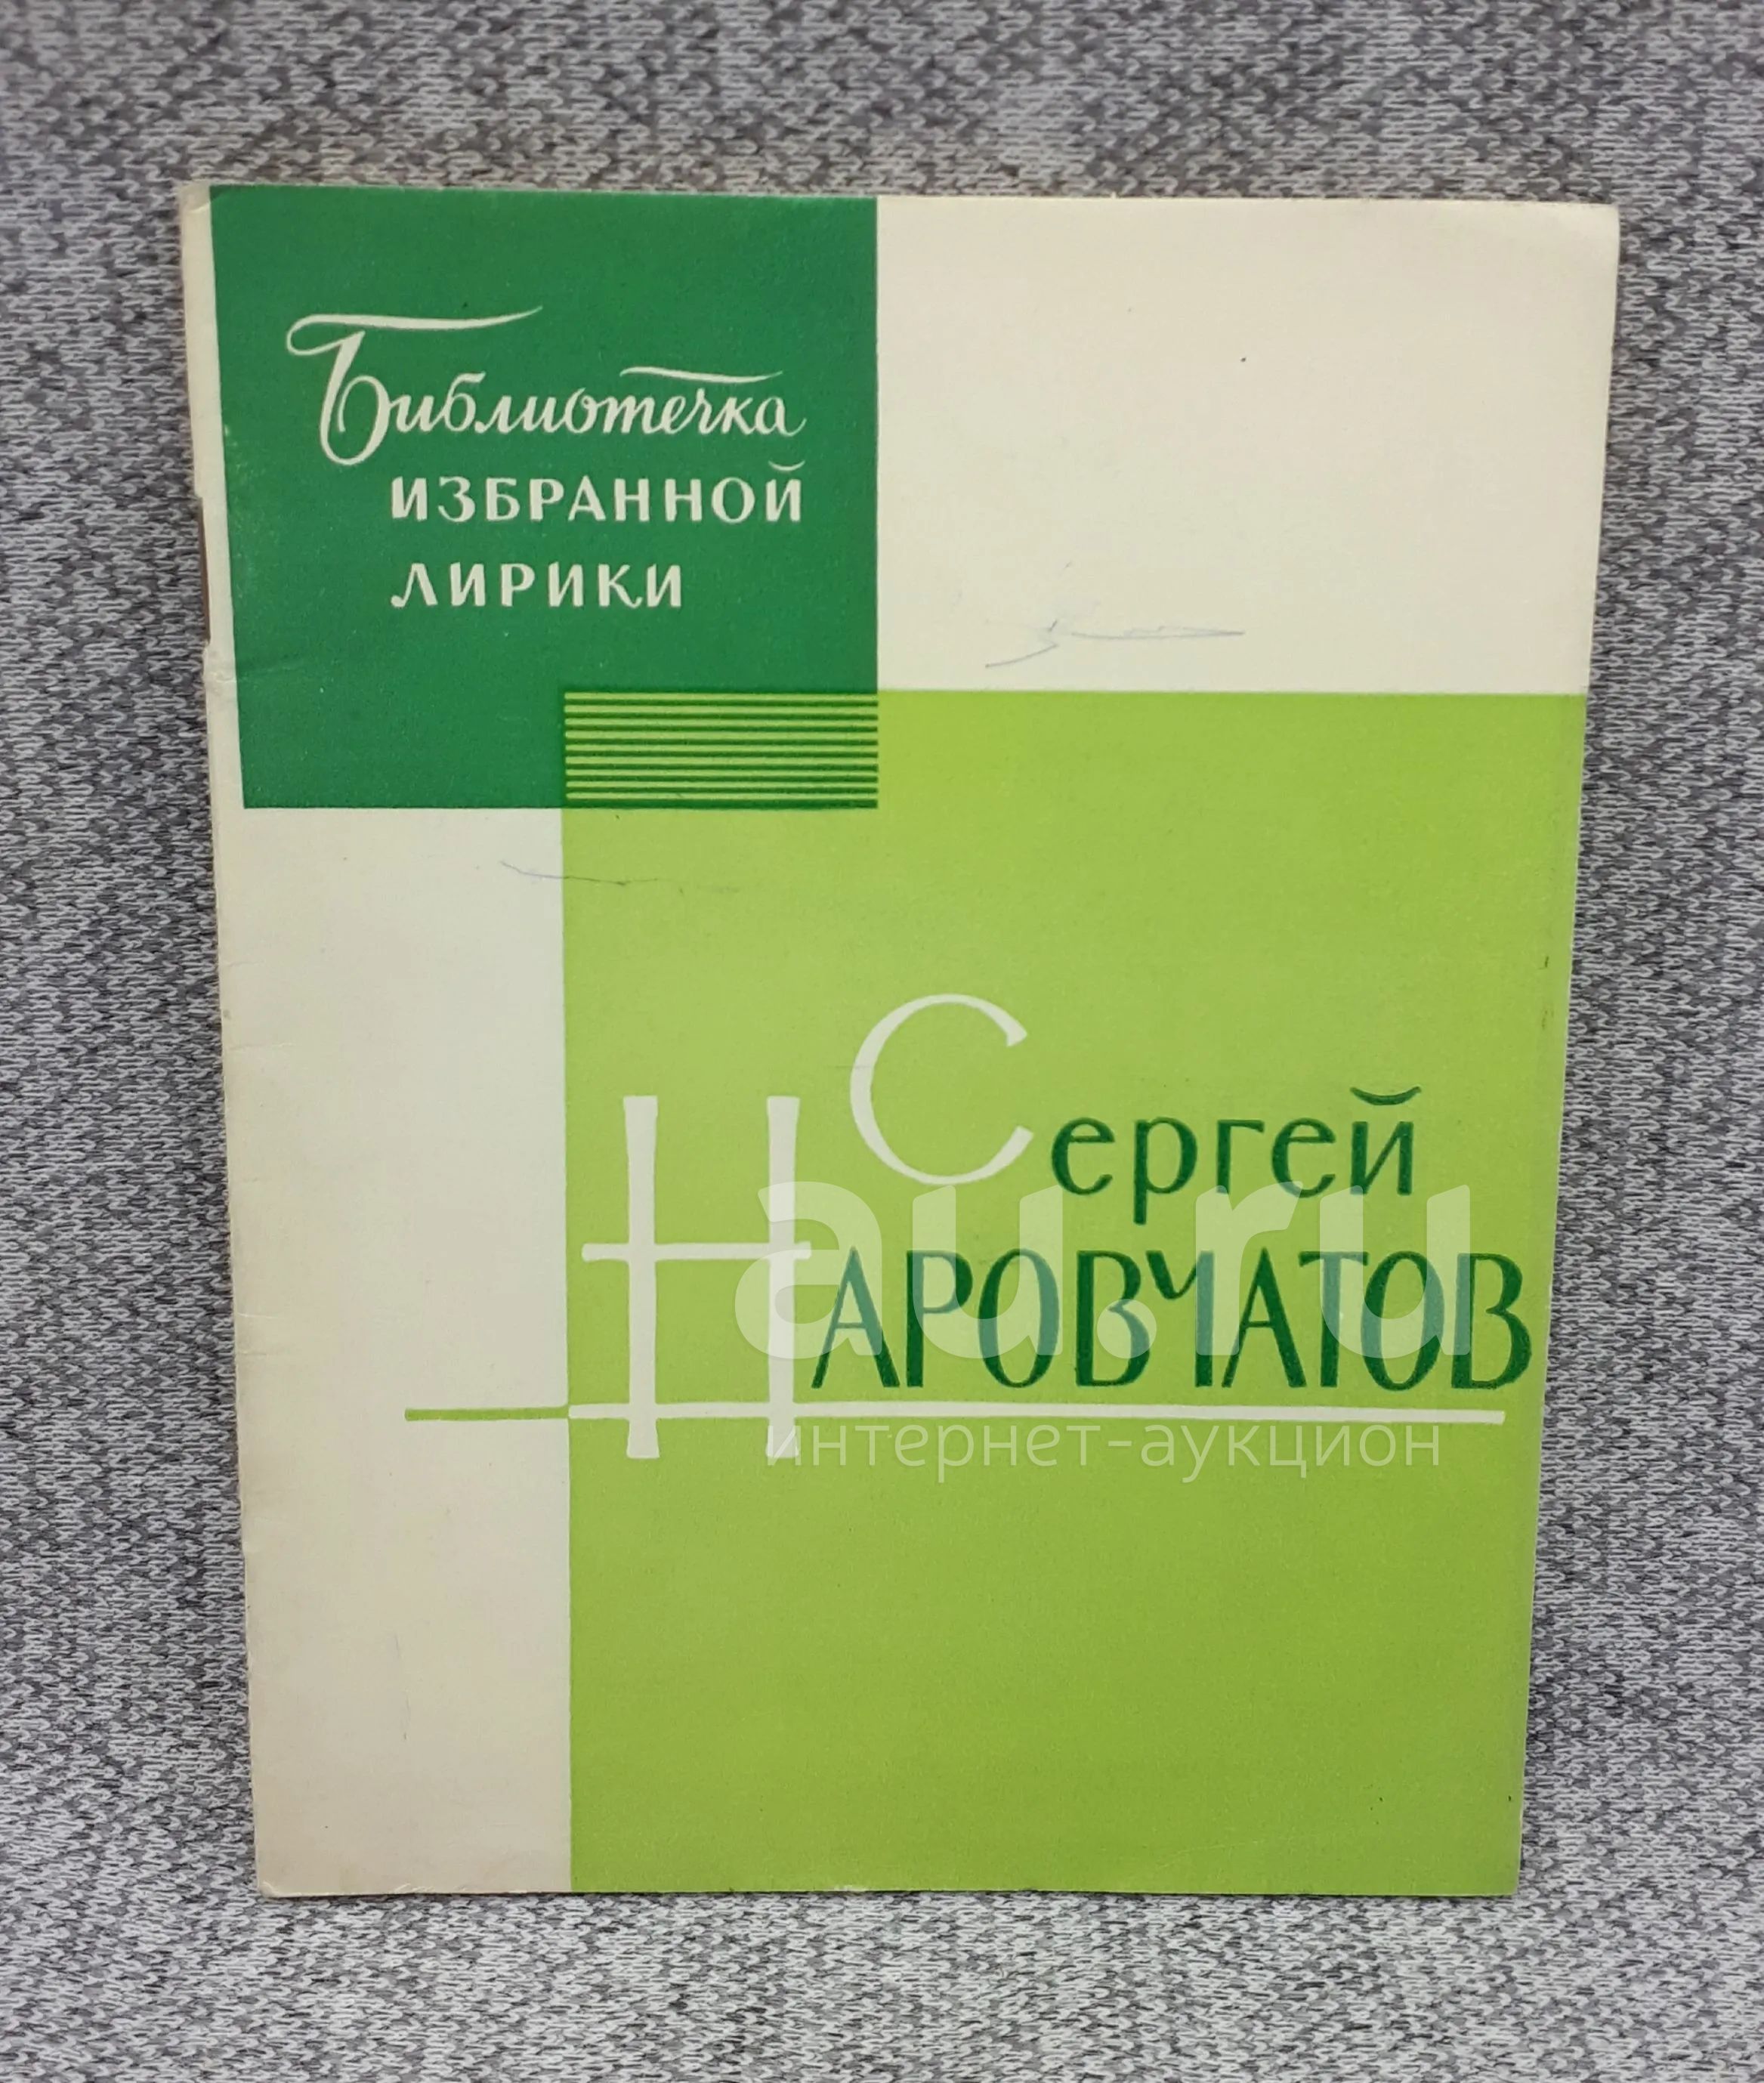 Библиотечка
ИЗБРАННОЙ
ЛИРИКИ
Сергей
НАРОВЧАТОВ
au.ru
интернет-аукцион